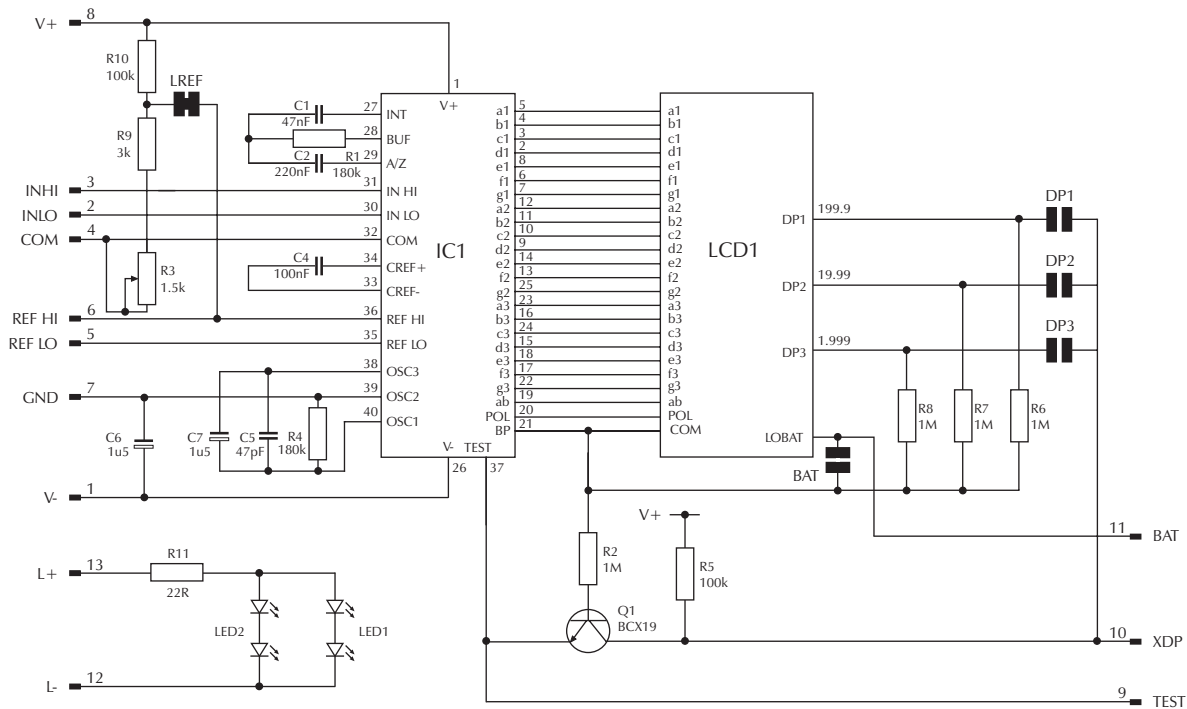 V+ 8
R10
100k
LREF
R9
3k
INHI 3
INLO 2
COM 4
R3
1.5k
REF HI 6
REF LO 5
GND 7
C6
1u5
V- 1
C7
1u5
C5
47pF
R4
180k
C1
47nF
C2
220nF
R1
180k
C4
100nF
1
V+
27 INT
28 BUF
29 A/Z
31 IN HI
30 IN LO
32 COM
34 CREF+
33 CREF-
36 REF HI
35 REF LO
38 OSC3
39 OSC2
40 OSC1
V- TEST
26 37
IC1
a1 5 a1
b1 4 b1
c1 3 c1
d1 2 d1
e1 8 e1
f1 6 f1
g1 7 g1
a2 12 a2
b2 11 b2
c2 10 c2
d2 9 d2
e2 14 e2
f2 13 f2
g2 25 g2
a3 23 a3
b3 16 b3
c3 24 c3
d3 15 d3
e3 18 e3
f3 17 f3
g3 22 g3
ab 19 ab
POL 20 POL
BP 21 COM
LCD1
DP1 199.9 DP1
DP2 19.99 DP2
DP3 1.999 DP3
R8
1M
R7
1M
R6
1M
LOBAT
BAT
11 BAT
V+
R2
1M
R5
100k
Q1
BCX19
10 XDP
9 TEST
L+ 13
R11
22R
LED2
LED1
L- 12